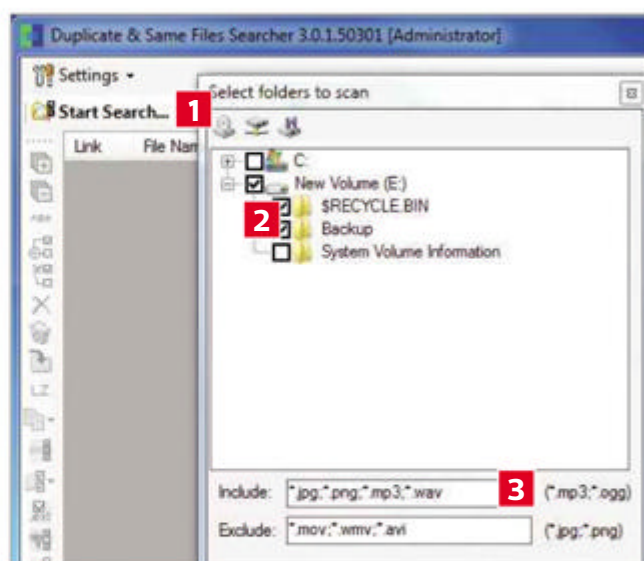 Duplicate & Same Files Searcher 3.0.1.50301 [Administrator]
Settings
Start Search...
1
Select folders to scan
Link File Nam
C:
New Volume (E:)
2
$RECYCLE.BIN
Backup
System Volume Information
ABC
LZ
Include: *.jpg;*.png;*.mp3;*.wav 3 (*.mp3;*.ogg)
Exclude: *.mov;*.wmv;*.avi (*.jpg;*.png)